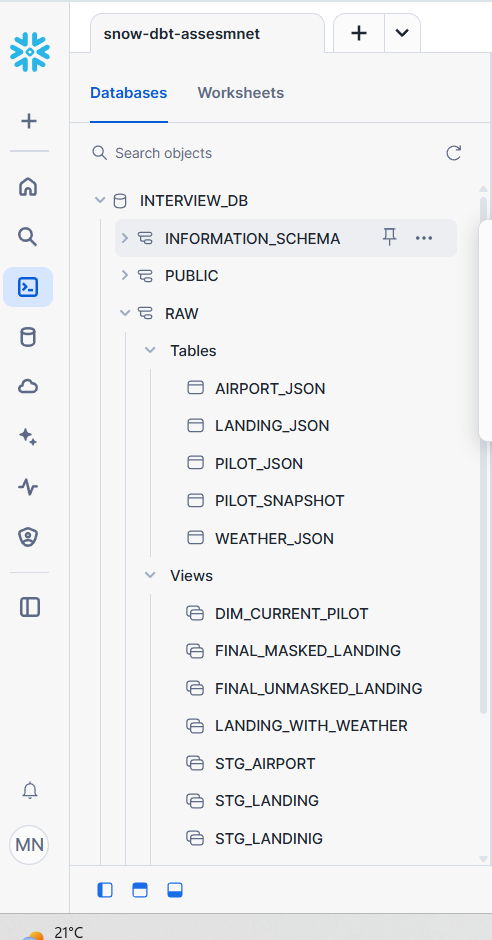 snow-dbt-assesmnet
Databases Worksheets
Search objects
INTERVIEW_DB
INFORMATION_SCHEMA
PUBLIC
RAW
Tables
AIRPORT_JSON
LANDING_JSON
PILOT_JSON
PILOT_SNAPSHOT
WEATHER_JSON
Views
DIM_CURRENT_PILOT
FINAL_MASKED_LANDING
FINAL_UNMASKED_LANDING
LANDING_WITH_WEATHER
STG_AIRPORT
STG_LANDING
STG_LANDINIG
MN
21°C